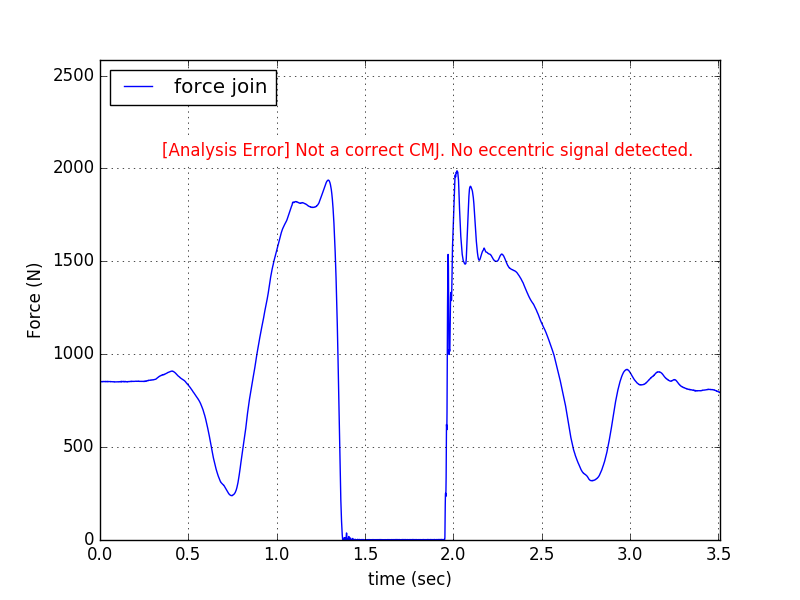 force join
[Analysis Error] Not a correct CMJ. No eccentric signal detected.
Force (N)
2500
2000
1500
1000
500
0
0.0 0.5 1.0 1.5 2.0 2.5 3.0 3.5
time (sec)